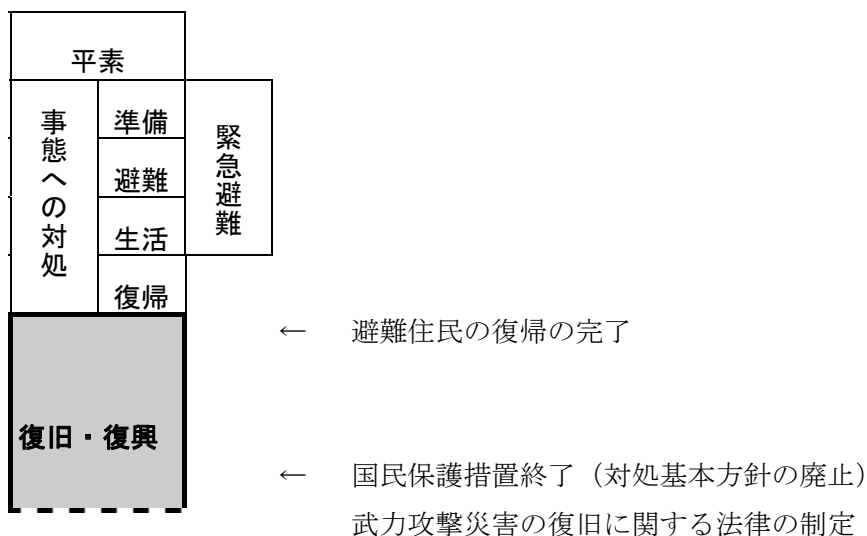 平素
事態への対処
準備
避難
生活
復帰
緊急避難
← 避難住民の復帰の完了
復旧・復興
← 国民保護措置終了（対処基本方針の廃止）
武力攻撃災害の復旧に関する法律の制定